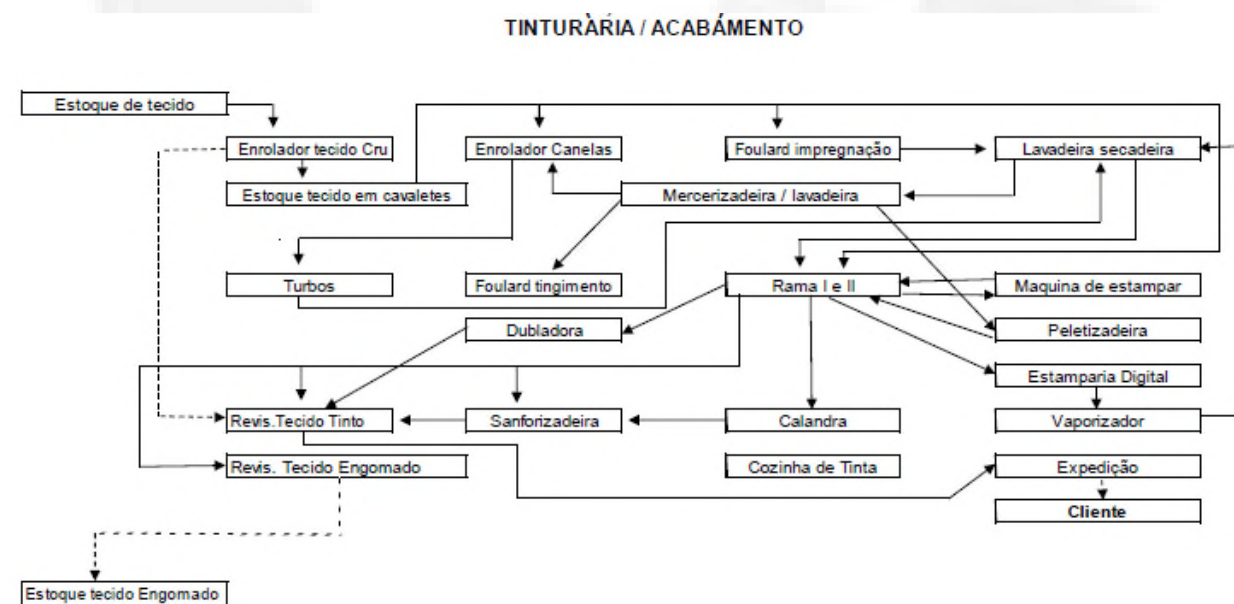 TINTURÀRIA / ACABÁMENTO
Estoque de tecido
Enrolador tecido Cru
Enrolador Canelas
Foulard impregnação
Lavadeira secadeira
Estoque tecido em cavaletes
Mercerizadeira / lavadeira
Turbos
Foulard tingimento
Rama I e II
Maquina de estampar
Dubladora
Peletizadeira
Estamparia Digital
Revis.Tecido Tinto
Sanforizadeira
Calandra
Vaporizador
Revis. Tecido Engomado
Cozinha de Tinta
Expedição
Cliente
Estoque tecido Engomado